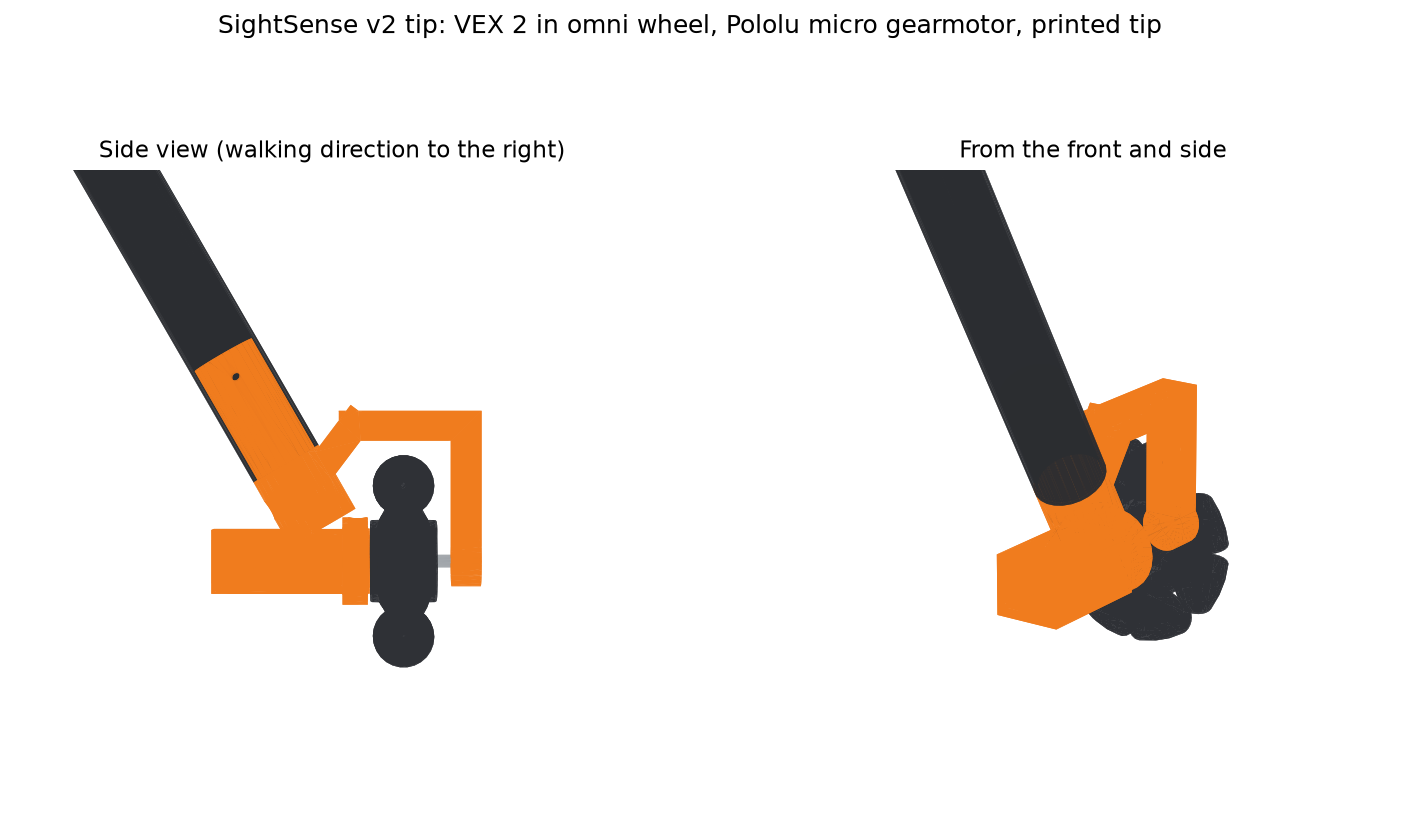 SightSense v2 tip: VEX 2 in omni wheel, Pololu micro gearmotor, printed tip
Side view (walking direction to the right)
From the front and side